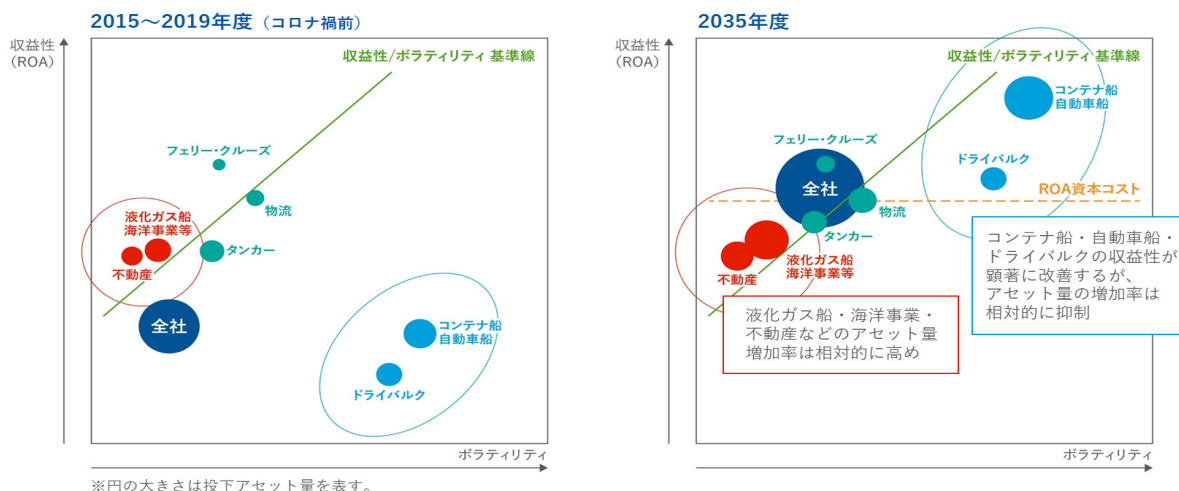 2015～2019年度（コロナ禍前）
収益性
（ROA）
収益性/ボラティリティ 基準線
フェリー・クルーズ
物流
液化ガス船
海洋事業等
タンカー
不動産
全社
コンテナ船
自動車船
ドライバルク
ボラティリティ
※円の大きさは投下アセット量を表す。
2035年度
収益性
（ROA）
収益性/ボラティリティ 基準線
コンテナ船
自動車船
フェリー・クルーズ
ドライバルク
全社
ROA資本コスト
物流
タンカー
液化ガス船
海洋事業等
不動産
コンテナ船・自動車船・
ドライバルクの収益性が
顕著に改善するが、
アセット量の増加率は
相対的に抑制
液化ガス船・海洋事業・
不動産などのアセット量
増加率は相対的に高め
ボラティリティ